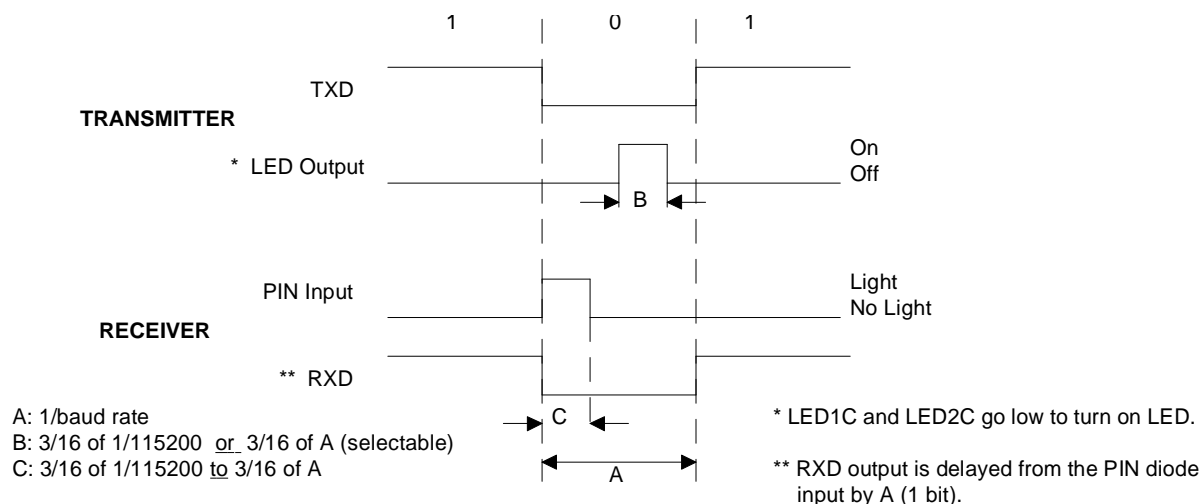 1 0 1
TXD
TRANSMITTER
* LED Output
On
Off
B
PIN Input
Light
No Light
RECEIVER
** RXD
C
A
A: 1/baud rate
B: 3/16 of 1/115200 or 3/16 of A (selectable)
C: 3/16 of 1/115200 to 3/16 of A
* LED1C and LED2C go low to turn on LED.
** RXD output is delayed from the PIN diode
input by A (1 bit).